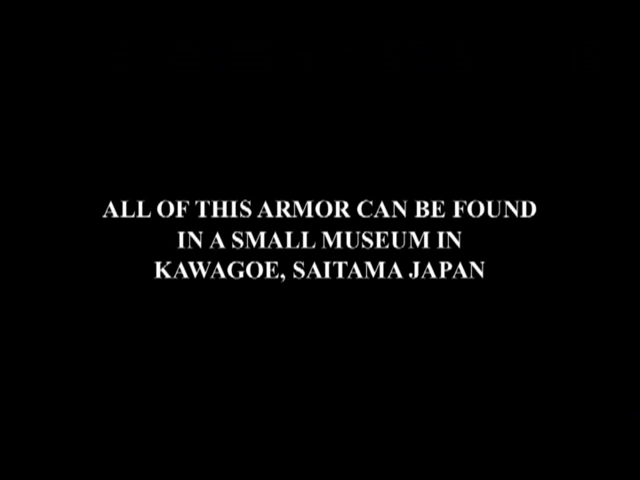 ALL OF THIS ARMOR CAN BE FOUND
IN A SMALL MUSEUM IN
KAWAGOE, SAITAMA JAPAN